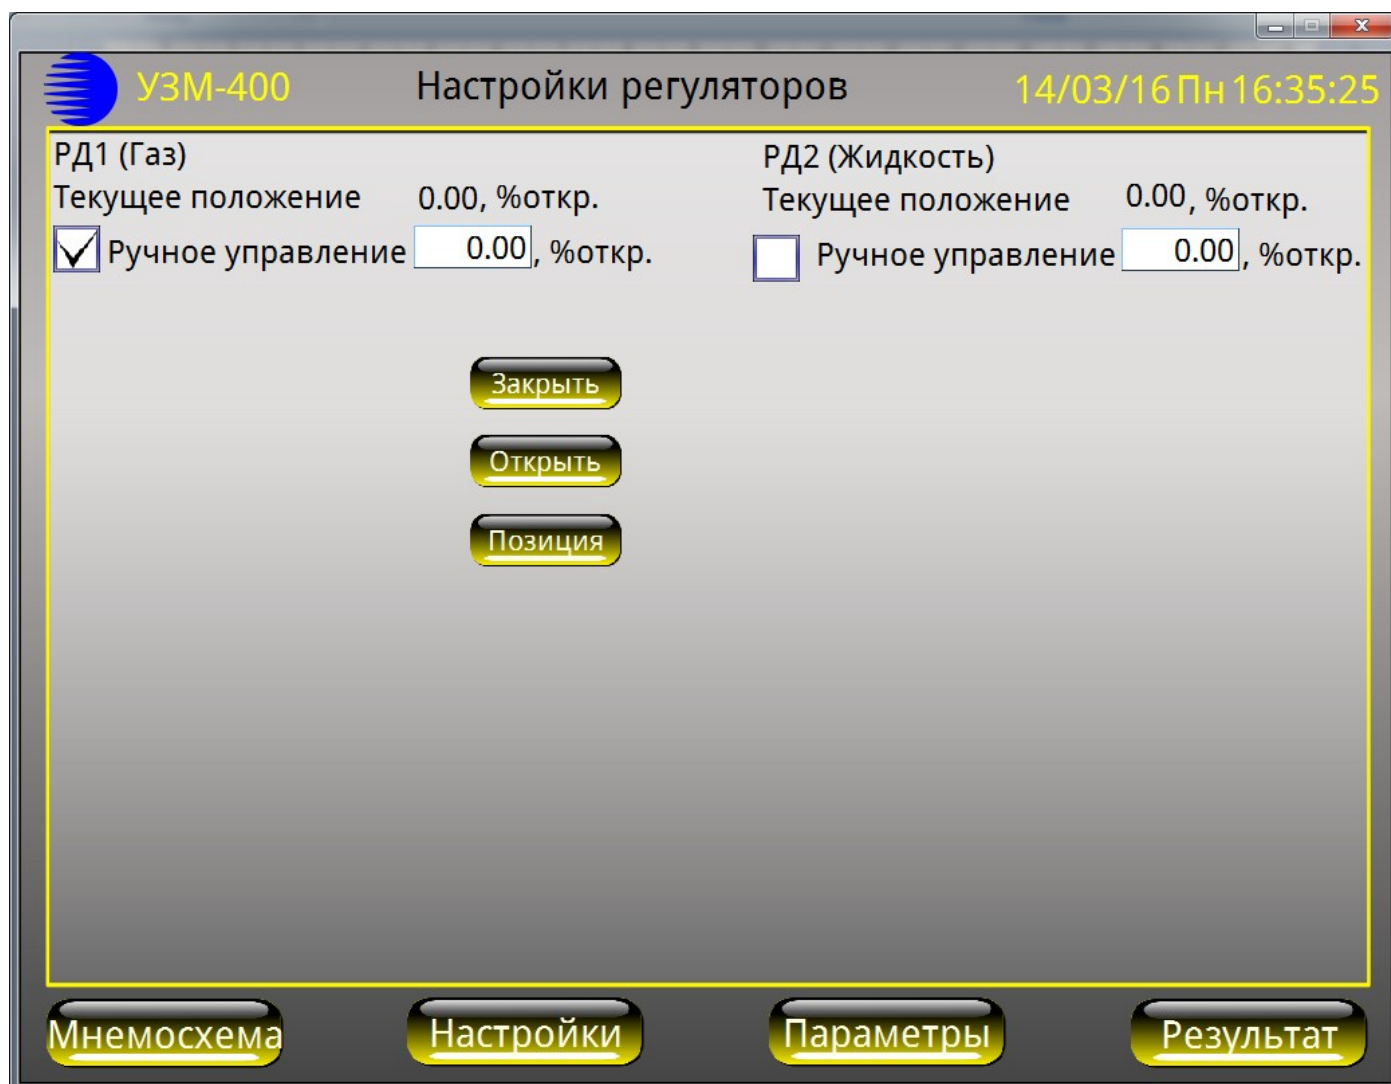 УЗМ-400 Настройки регуляторов 14/03/16 Пн 16:35:25
РД1 (Газ)
Текущее положение 0.00, %откр.
Ручное управление 0.00, %откр.
РД2 (Жидкость)
Текущее положение 0.00, %откр.
Ручное управление 0.00, %откр.
Закрыть
Открыть
Позиция
Мнемосхема Настройки Параметры Результат